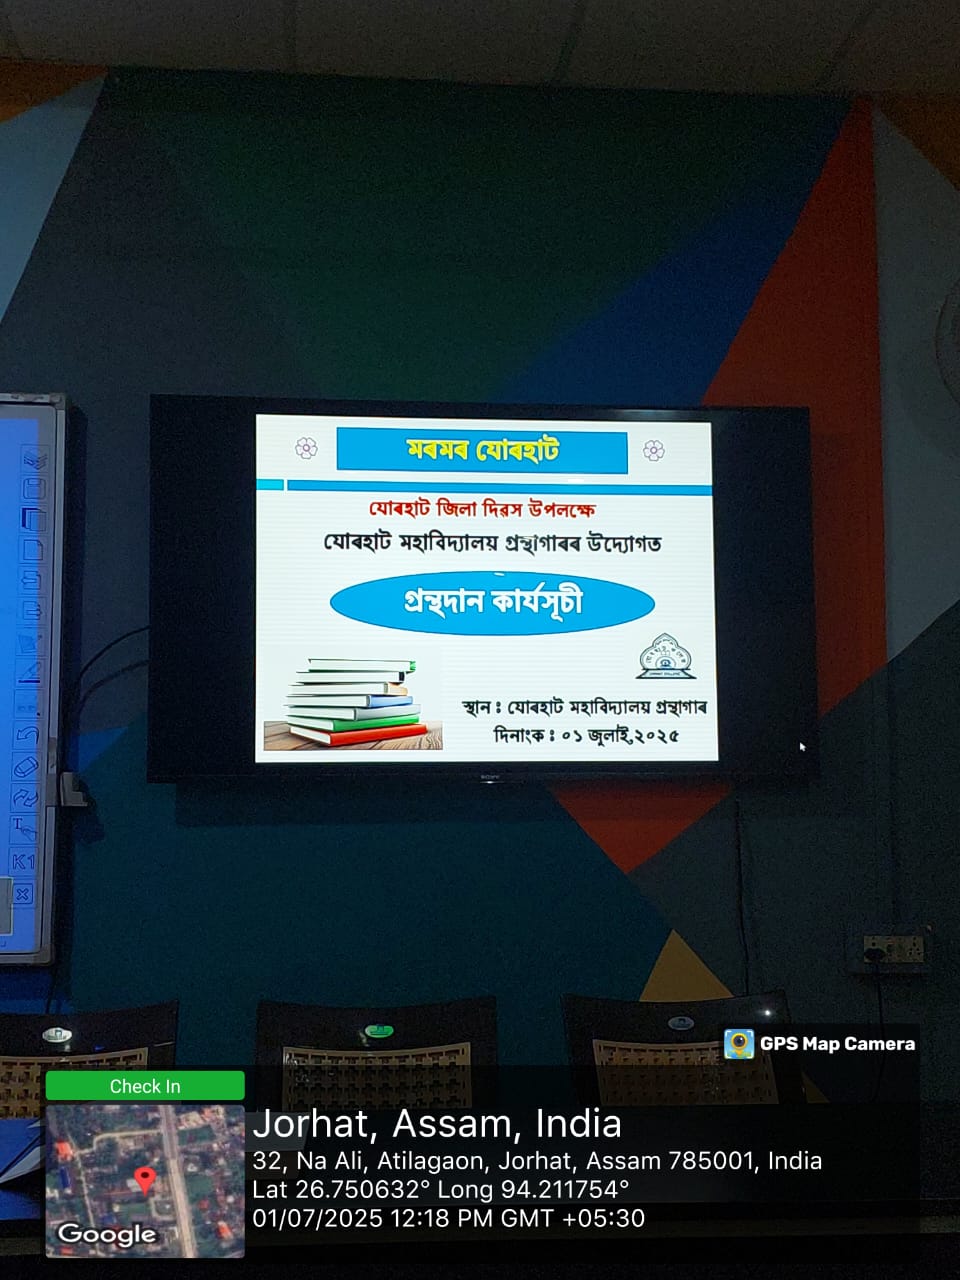 মৰমৰ যোৰহাট
যোৰহাট জিলা দিৱস উপলক্ষে
যোৰহাট মহাবিদ্যালয় গ্ৰন্থাগাৰৰ উদ্যোগত
গ্ৰন্থদান কাৰ্যসূচী
স্থান : যোৰহাট মহাবিদ্যালয় গ্ৰন্থাগাৰ
দিনাংক : ০১ জুলাই,২০২৫
SONY
K1
GPS Map Camera
Check In
Google
Jorhat, Assam, India
32, Na Ali, Atilagaon, Jorhat, Assam 785001, India
Lat 26.750632° Long 94.211754°
01/07/2025 12:18 PM GMT +05:30